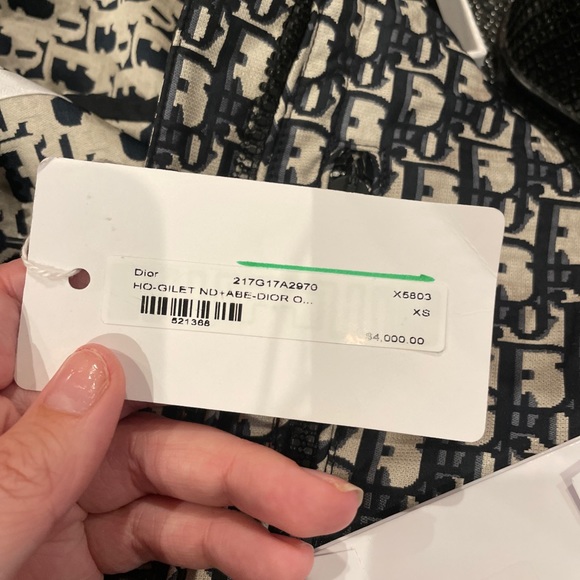 Dior 217G17A2970 X5803
HO-GILET ND+ABE-DIOR O... XS
521368
$4,000.00